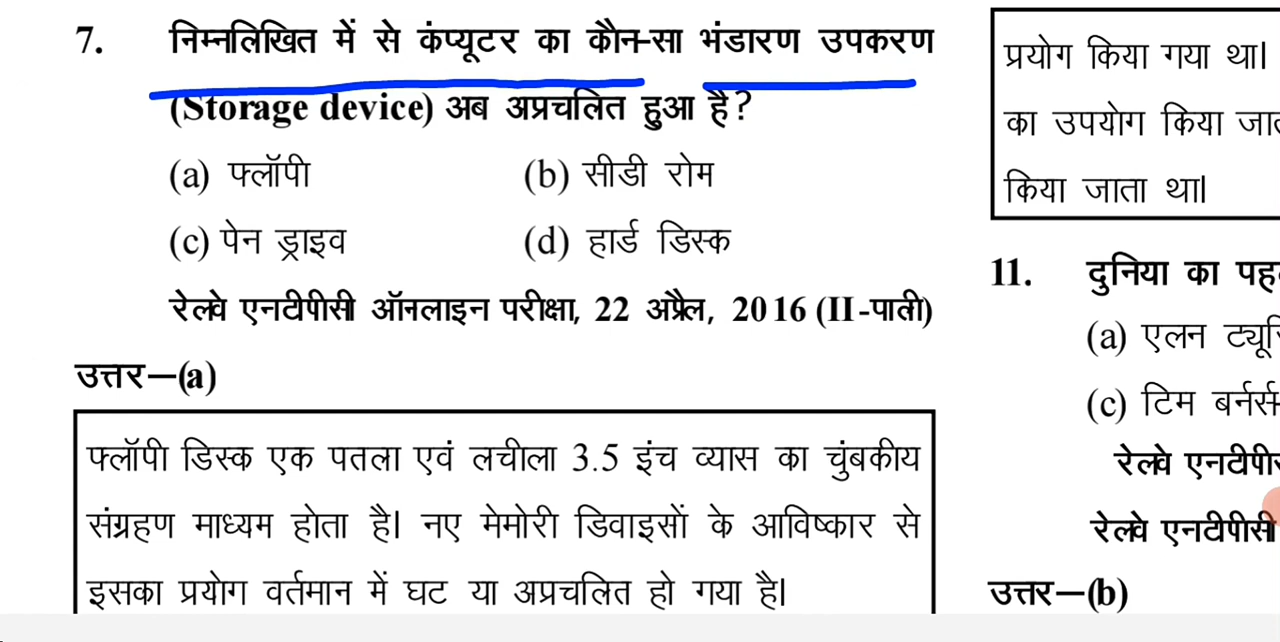 7. निम्नलिखित में से कंप्यूटर का कौन-सा भंडारण उपकरण
(Storage device) अब अप्रचलित हुआ है?
(a) फ्लॉपी (b) सीडी रोम
(c) पेन ड्राइव (d) हार्ड डिस्क
रेलवे एनटीपीसी ऑनलाइन परीक्षा, 22 अप्रैल, 2016 (II-पाली)
उत्तर—(a)
फ्लॉपी डिस्क एक पतला एवं लचीला 3.5 इंच व्यास का चुंबकीय
संग्रहण माध्यम होता है। नए मेमोरी डिवाइसों के आविष्कार से
इसका प्रयोग वर्तमान में घट या अप्रचलित हो गया है।
प्रयोग किया गया था।
का उपयोग किया
किया जाता था।
11. दुनिया का
(a) एलन
(c) टिम
रेलवे
रेलवे एनटीपीसी
उत्तर—(b)